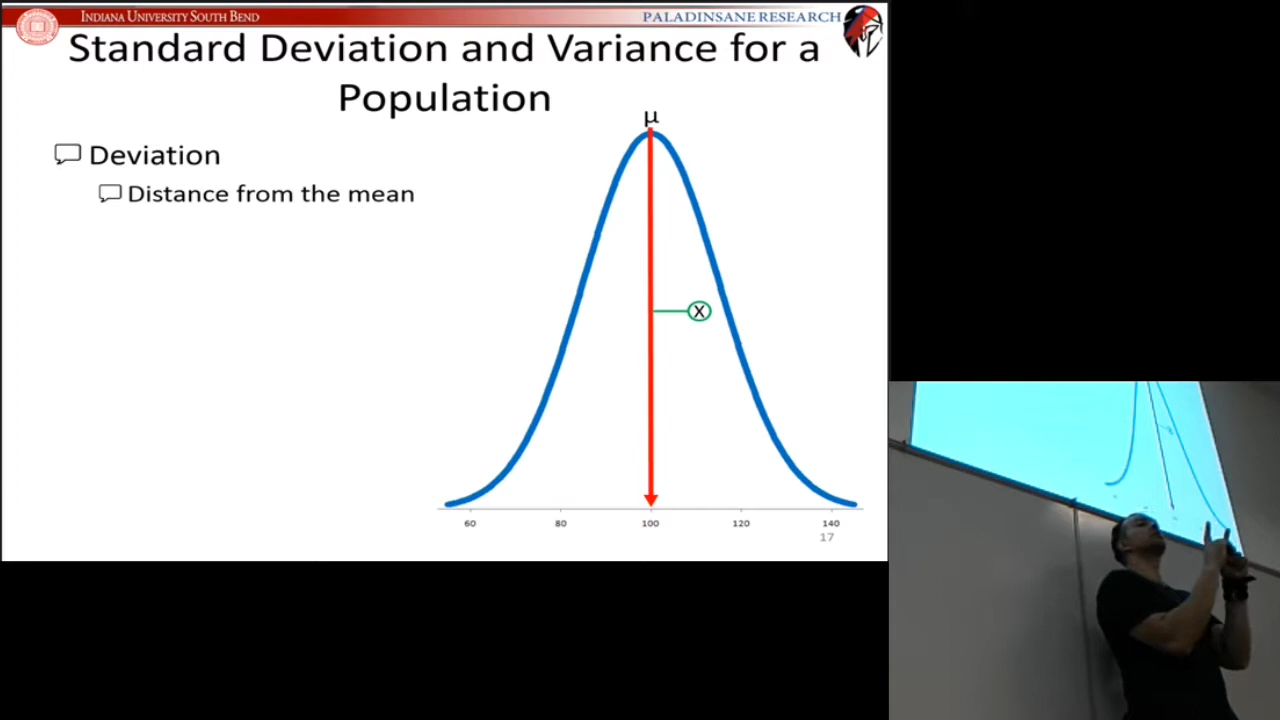 INDIANA UNIVERSITY SOUTH BEND
PALADINSANE RESEARCH
Standard Deviation and Variance for a
Population
μ
Deviation
Distance from the mean
X
60 80 100 120 140
17